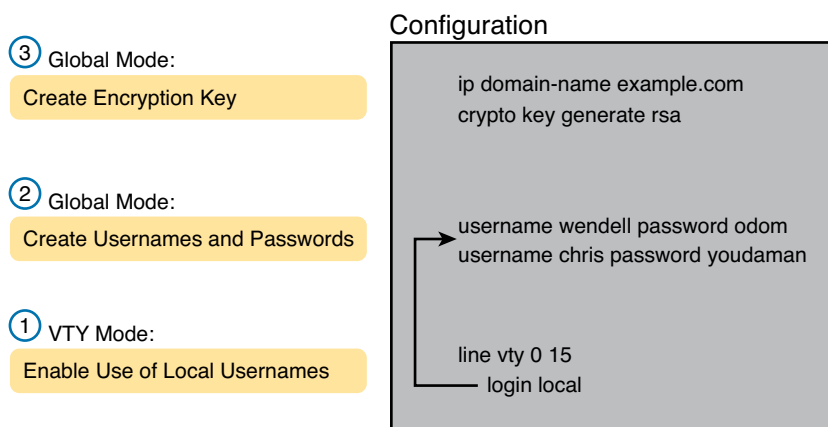 Configuration
3 Global Mode:
Create Encryption Key
ip domain-name example.com
crypto key generate rsa
2 Global Mode:
Create Usernames and Passwords
username wendell password odom
username chris password youdaman
1 VTY Mode:
Enable Use of Local Usernames
line vty 0 15
login local